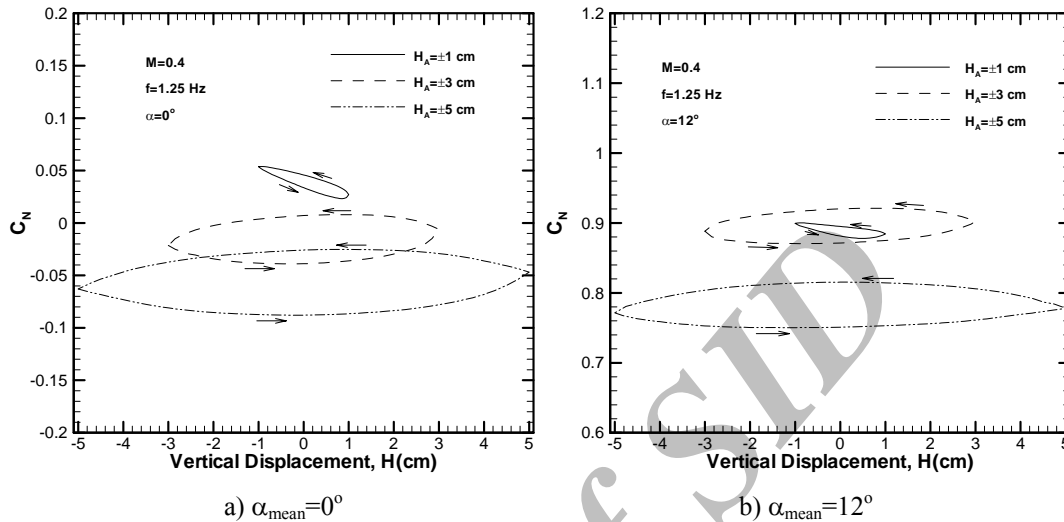 0.2
0.15
0.1
0.05
0
-0.05
-0.1
-0.15
-0.2
C_N
M=0.4
f=1.25 Hz
α=0°
H_A=±1 cm
H_A=±3 cm
H_A=±5 cm
-5 -4 -3 -2 -1 0 1 2 3 4 5
Vertical Displacement, H(cm)
a) α_mean=0°
1.2
1.1
1
0.9
0.8
0.7
0.6
C_N
M=0.4
f=1.25 Hz
α=12°
H_A=±1 cm
H_A=±3 cm
H_A=±5 cm
-5 -4 -3 -2 -1 0 1 2 3 4 5
Vertical Displacement, H(cm)
b) α_mean=12°
f SID